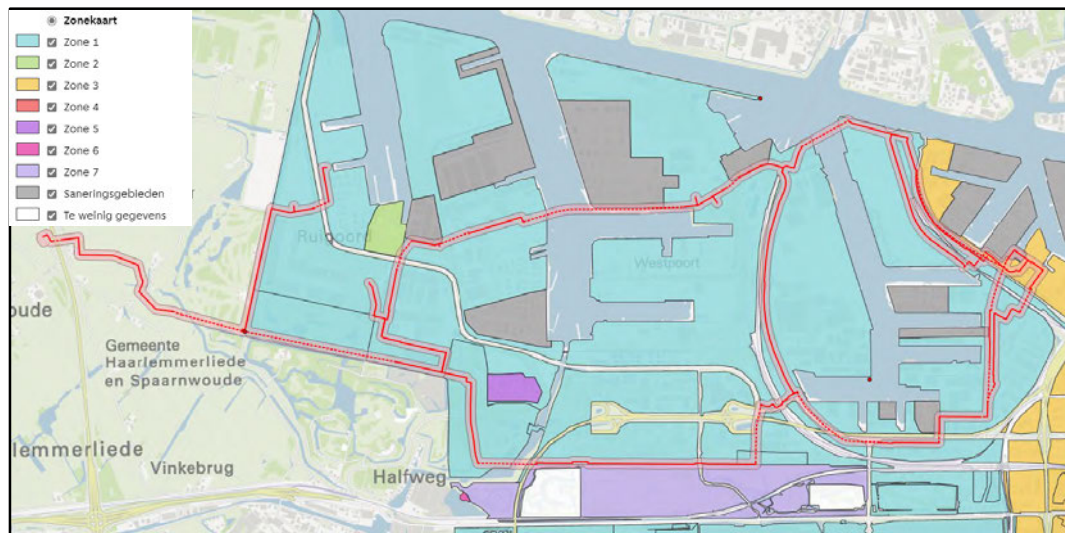 Zonekaart
Zone 1
Zone 2
Zone 3
Zone 4
Zone 5
Zone 6
Zone 7
Saneringsgebieden
Te weinig gegevens
Ruigoord
Westpoort
oude
Gemeente
Haarlemmerliede
en Spaarnwoude
lemmerliede
Vinkebrug
Halfweg